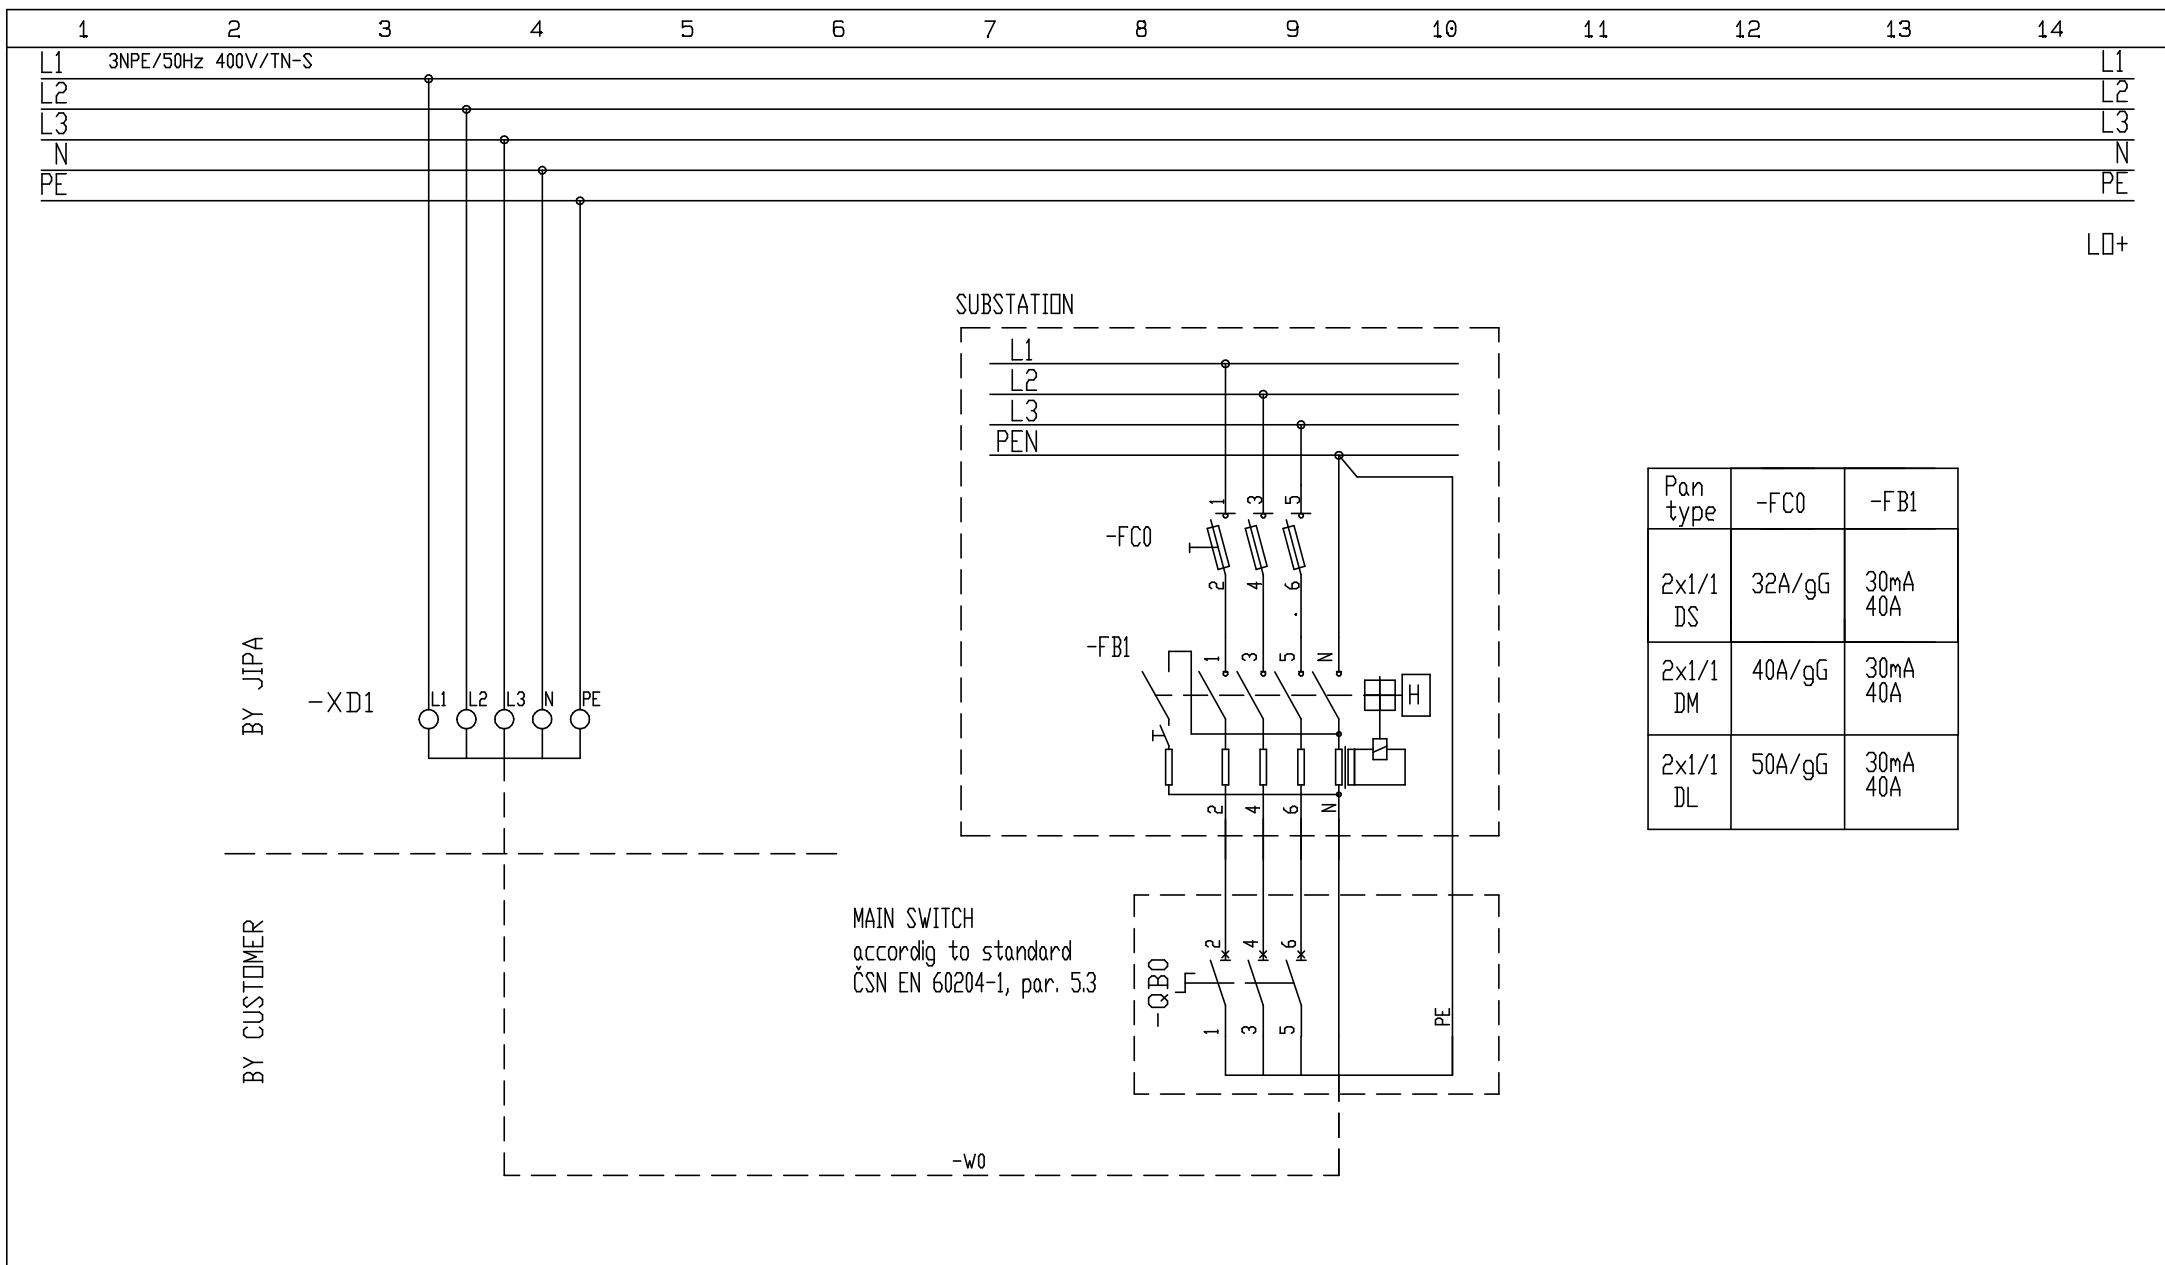 1 2 3 4 5 6 7 8 9 10 11 12 13 14
L1 3NPE/50Hz 400V/TN-S L1
L2 L2
L3 L3
N N
PE PE
L0+
SUBSTATION
L1
L2
L3
PEN
1 3 5
-FC0
2 4 6
-FB1
1 3 5 N
H
2 4 6 N
Pan type -FC0 -FB1
2x1/1 DS 32A/gG 30mA 40A
2x1/1 DM 40A/gG 30mA 40A
2x1/1 DL 50A/gG 30mA 40A
BY JIPA
-XD1
L1 L2 L3 N PE
BY CUSTOMER
MAIN SWITCH
accordig to standard
ČSN EN 60204-1, par. 5.3
-QB0
2 4 6
1 3 5
PE
-W0